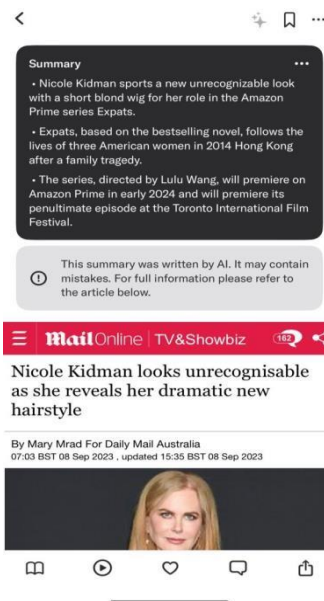 Summary
• Nicole Kidman sports a new unrecognizable look
with a short blond wig for her role in the Amazon
Prime series Expats.
• Expats, based on the bestselling novel, follows the
lives of three American women in 2014 Hong Kong
after a family tragedy.
• The series, directed by Lulu Wang, will premiere on
Amazon Prime in early 2024 and will premiere its
penultimate episode at the Toronto International Film
Festival.
This summary was written by AI. It may contain
mistakes. For full information please refer to
the article below.
MailOnline | TV&Showbiz 162
Nicole Kidman looks unrecognisable
as she reveals her dramatic new
hairstyle
By Mary Mrad For Daily Mail Australia
07:03 BST 08 Sep 2023 , updated 15:35 BST 08 Sep 2023